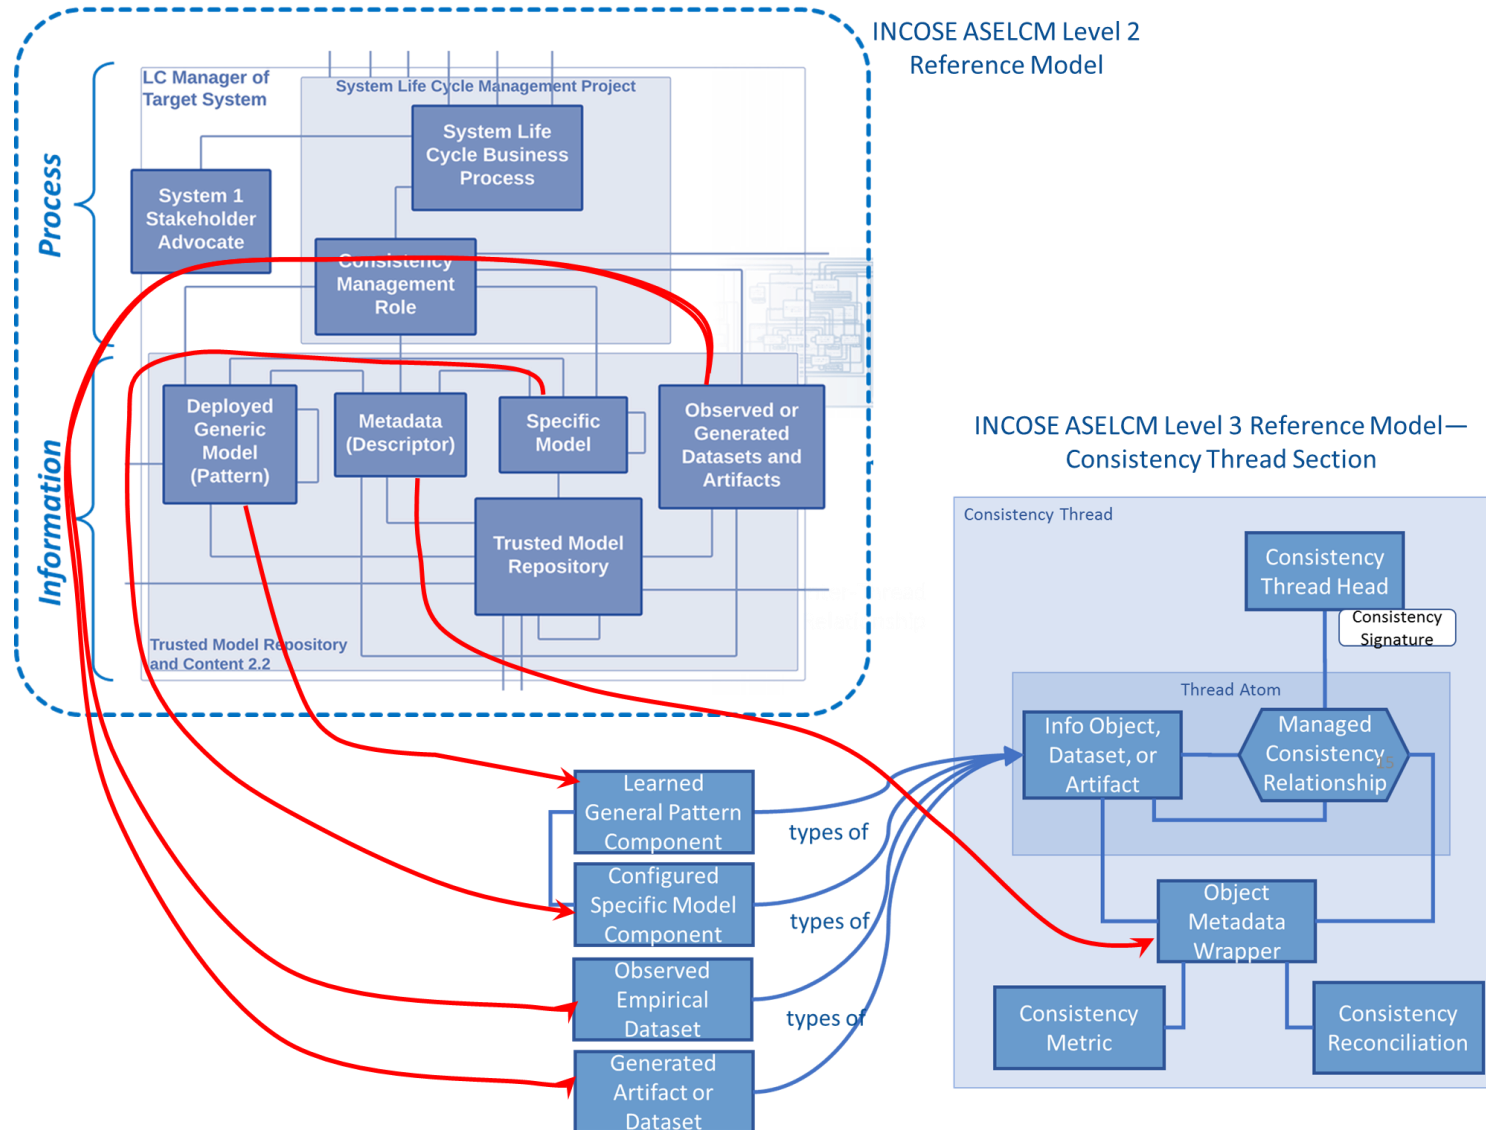 INCOSE ASELCM Level 2
Reference Model
LC Manager of
Target System
System Life Cycle Management Project
System Life
Cycle Business
Process
Process
System 1
Stakeholder
Advocate
Consistency
Management
Role
Information
Deployed
Generic
Model
(Pattern)
Metadata
(Descriptor)
Specific
Model
Observed or
Generated
Datasets and
Artifacts
Trusted Model
Repository
Trusted Model Repository
and Content 2.2
INCOSE ASELCM Level 3 Reference Model—
Consistency Thread Section
Consistency Thread
Consistency
Thread Head
Consistency
Signature
Thread Atom
Info Object,
Dataset, or
Artifact
Managed
Consistency
Relationship
15
Object
Metadata
Wrapper
Consistency
Metric
Consistency
Reconciliation
Learned
General Pattern
Component
types of
Configured
Specific Model
Component
types of
Observed
Empirical
Dataset
types of
Generated
Artifact or
Dataset